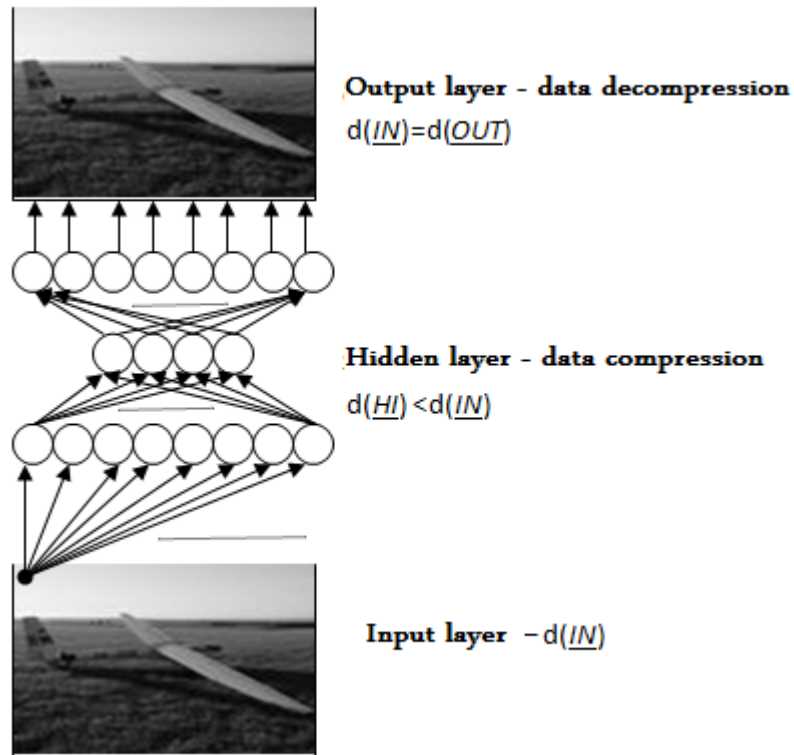 Output layer - data decompression
d(IN)=d(OUT)
Hidden layer - data compression
d(HI) <d(IN)
Input layer – d(IN)